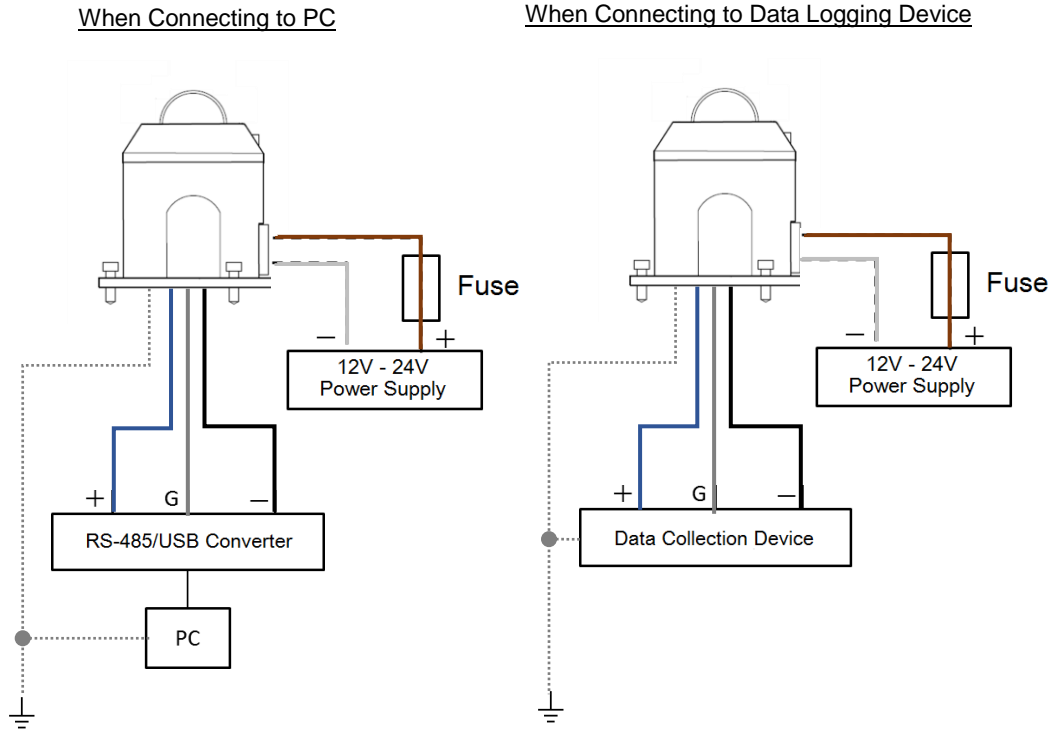 When Connecting to PC
Fuse
−
+
12V - 24V
Power Supply
+
G
−
RS-485/USB Converter
PC
When Connecting to Data Logging Device
Fuse
−
+
12V - 24V
Power Supply
+
G
−
Data Collection Device